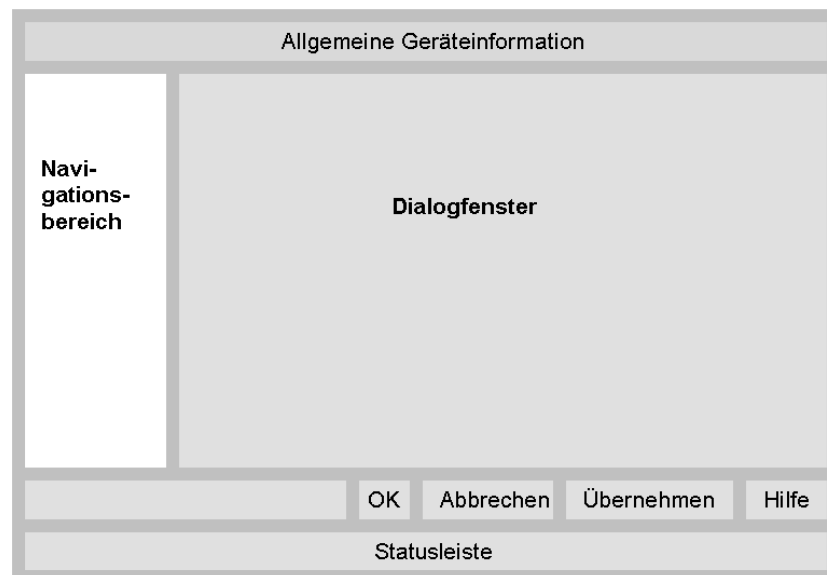 Allgemeine Geräteinformation
Navi-
gations-
bereich
Dialogfenster
OK Abbrechen Übernehmen Hilfe
Statusleiste